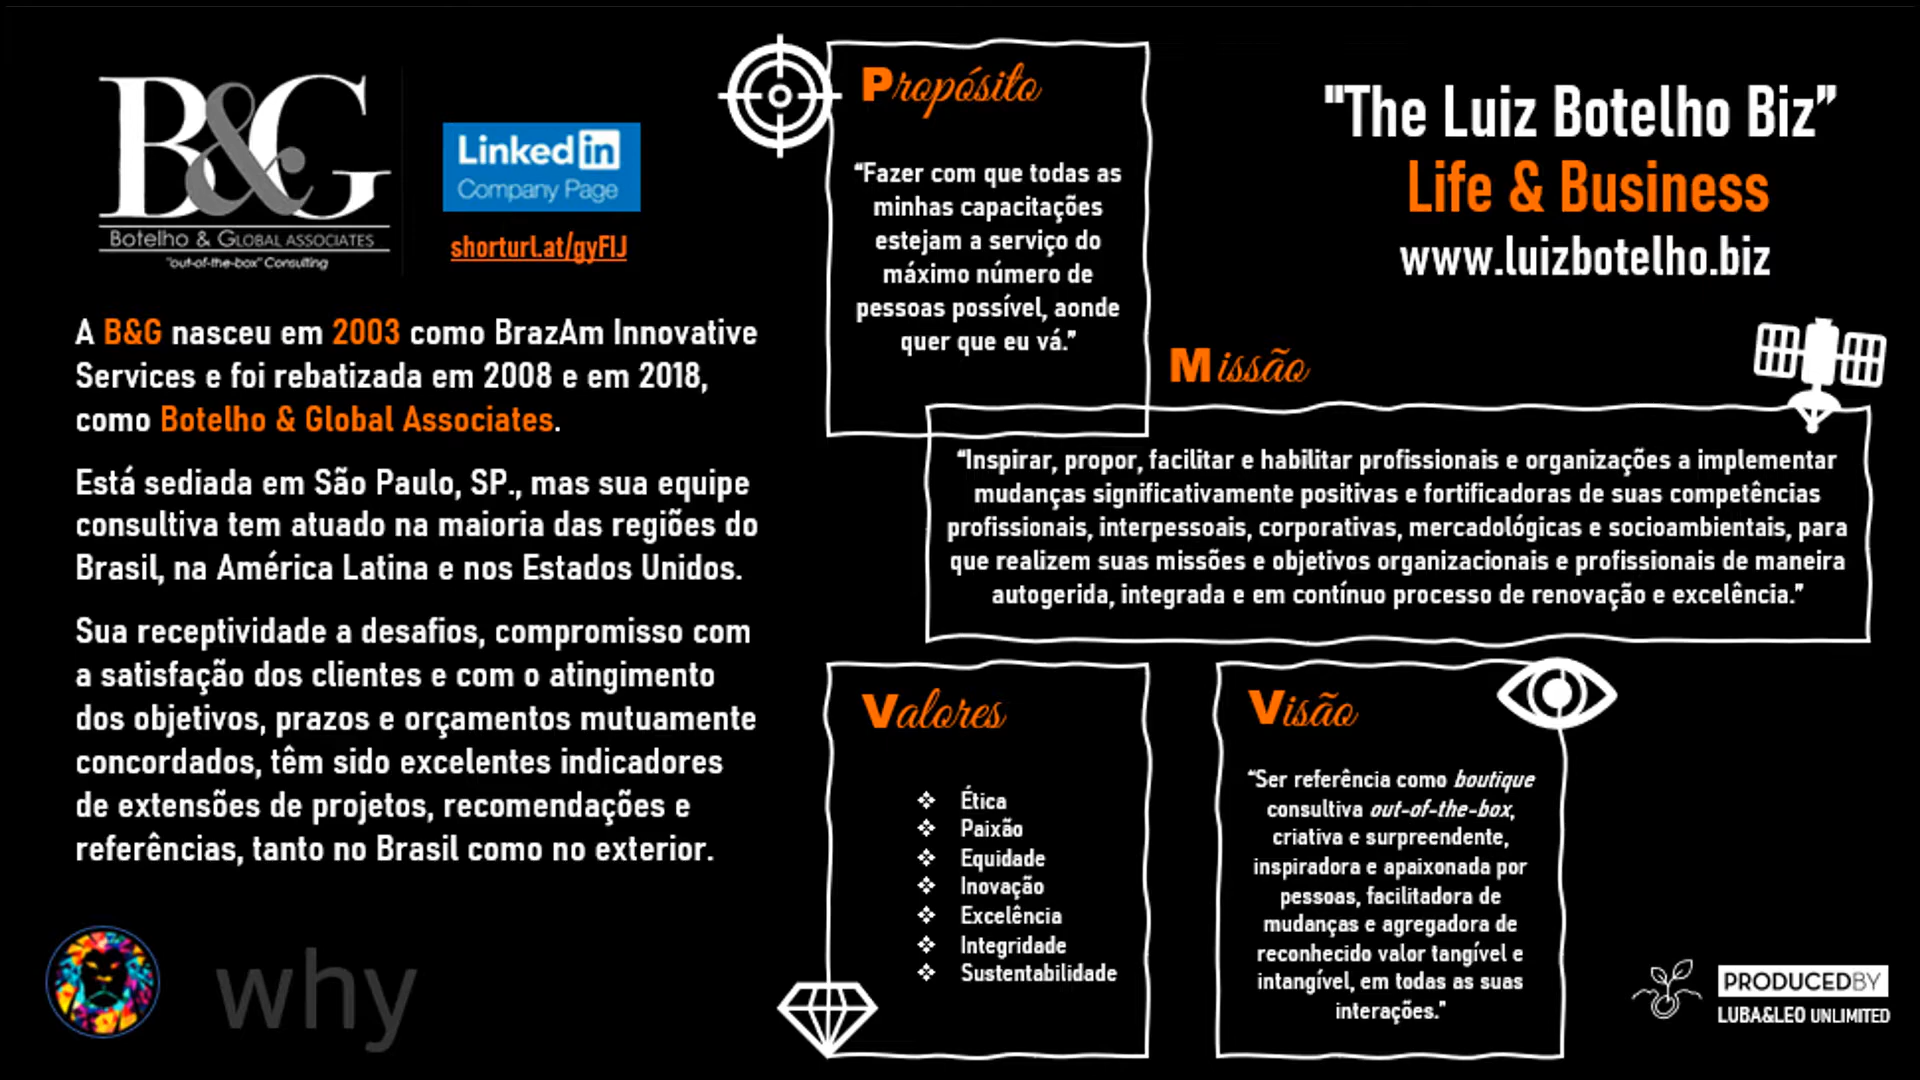 B&G
BOTELHO & GLOBAL ASSOCIATES
"out-of-the-box" Consulting
Linked in
Company Page
shorturl.at/gyFIJ
A B&G nasceu em 2003 como BrazAm Innovative
Services e foi rebatizada em 2008 e em 2018,
como Botelho & Global Associates.
Está sediada em São Paulo, SP., mas sua equipe
consultiva tem atuado na maioria das regiões do
Brasil, na América Latina e nos Estados Unidos.
Sua receptividade a desafios, compromisso com
a satisfação dos clientes e com o atingimento
dos objetivos, prazos e orçamentos mutuamente
concordados, têm sido excelentes indicadores
de extensões de projetos, recomendações e
referências, tanto no Brasil como no exterior.
why
Propósito
“Fazer com que todas as
minhas capacitações
estejam a serviço do
máximo número de
pessoas possível, aonde
quer que eu vá.”
"The Luiz Botelho Biz”
Life & Business
www.luizbotelho.biz
Missão
“Inspirar, propor, facilitar e habilitar profissionais e organizações a implementar
mudanças significativamente positivas e fortificadoras de suas competências
profissionais, interpessoais, corporativas, mercadológicas e socioambientais, para
que realizem suas missões e objetivos organizacionais e profissionais de maneira
autogerida, integrada e em contínuo processo de renovação e excelência.”
Valores
❖ Ética
❖ Paixão
❖ Equidade
❖ Inovação
❖ Excelência
❖ Integridade
❖ Sustentabilidade
Visão
“Ser referência como boutique
consultiva out-of-the-box,
criativa e surpreendente,
inspiradora e apaixonada por
pessoas, facilitadora de
mudanças e agregadora de
reconhecido valor tangível e
intangível, em todas as suas
interações.”
PRODUCEDBY
LUBA&LEO UNLIMITED